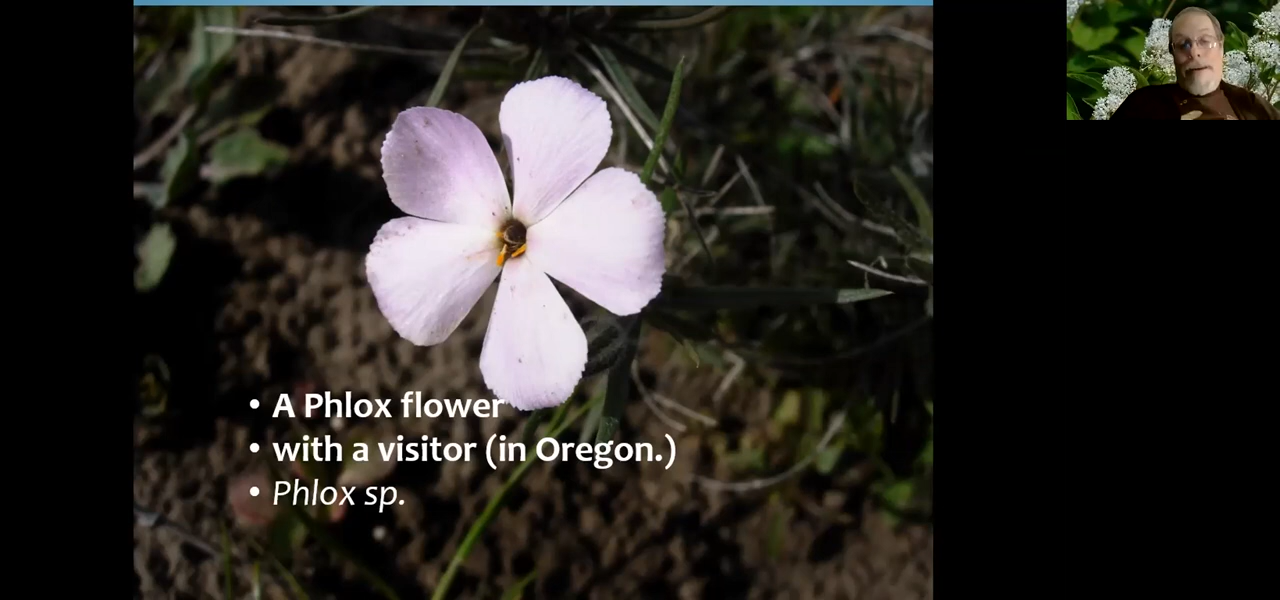 • A Phlox flower
• with a visitor (in Oregon.)
• Phlox sp.